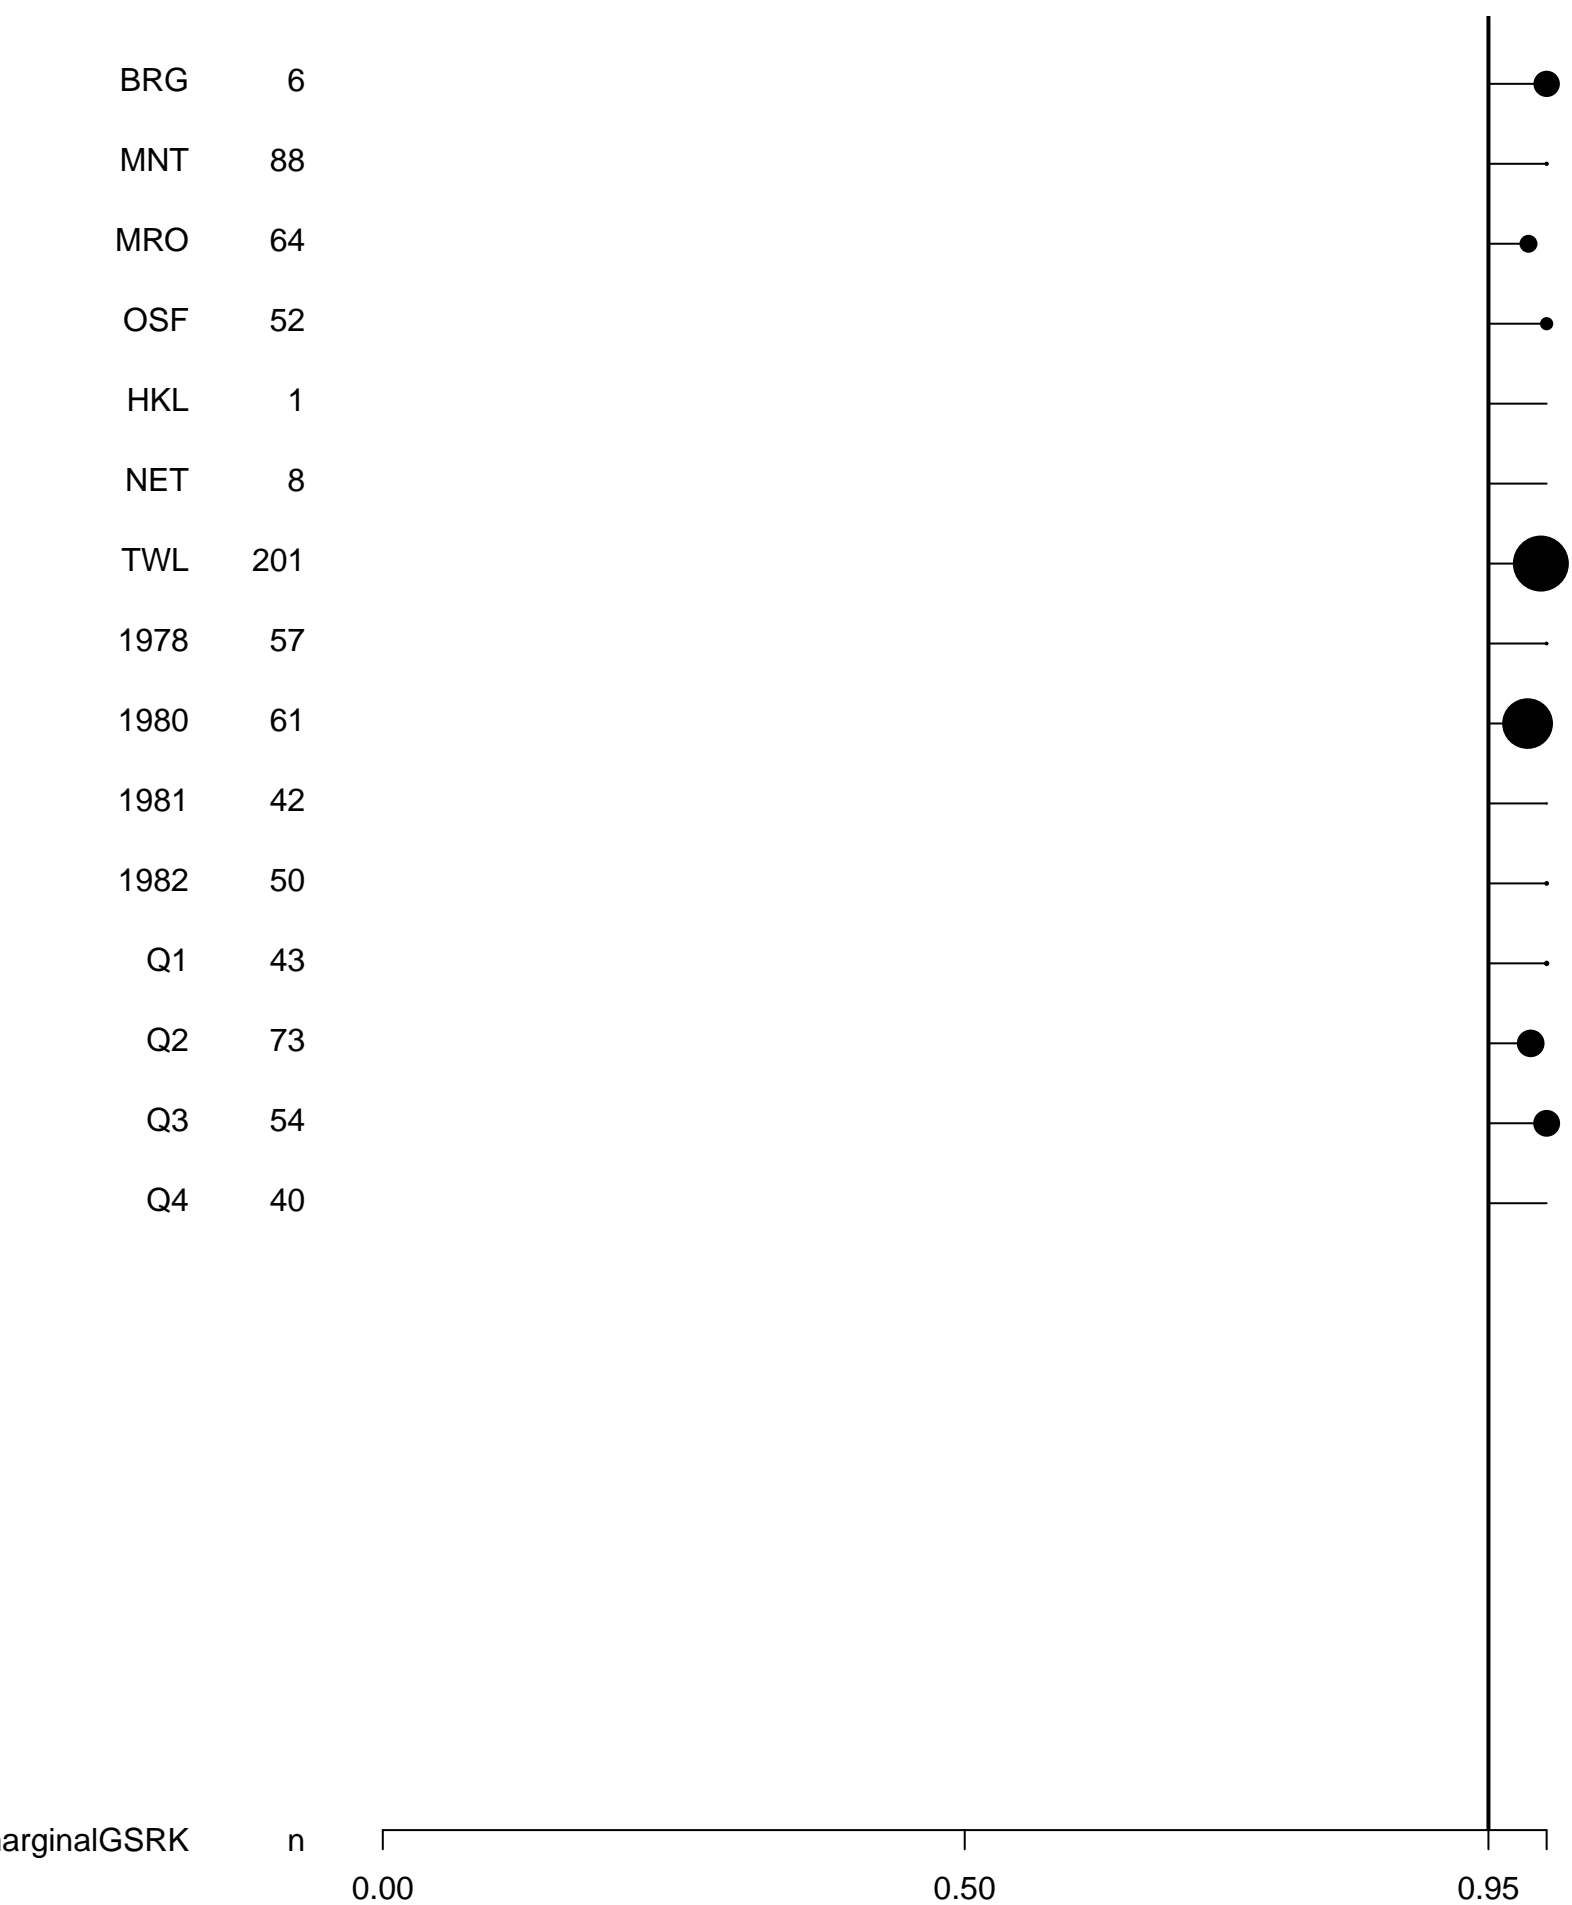 BRG 6
MNT 88
MRO 64
OSF 52
HKL 1
NET 8
TWL 201
1978 57
1980 61
1981 42
1982 50
Q1 43
Q2 73
Q3 54
Q4 40
arginalGSRK n
0.00 0.50 0.95